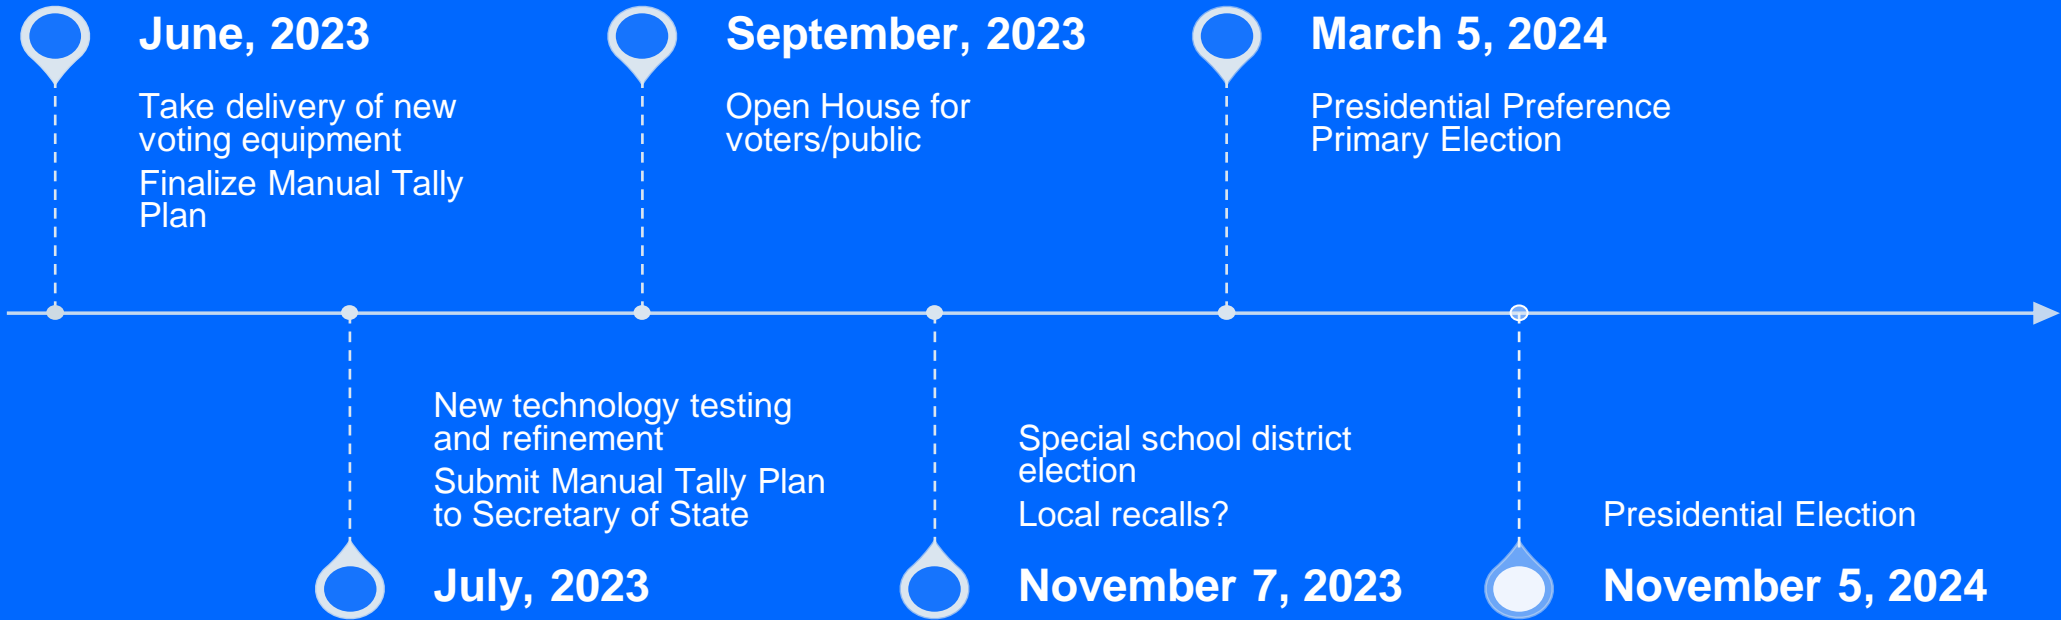 June, 2023
Take delivery of new
voting equipment
Finalize Manual Tally
Plan
September, 2023
Open House for
voters/public
March 5, 2024
Presidential Preference
Primary Election
New technology testing
and refinement
Submit Manual Tally Plan
to Secretary of State
July, 2023
Special school district
election
Local recalls?
November 7, 2023
Presidential Election
November 5, 2024